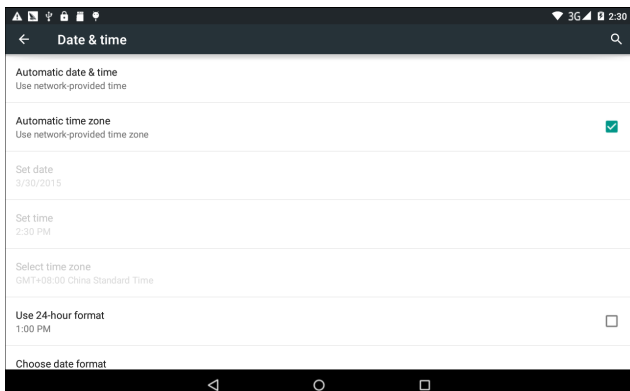 3G 2:30
Date & time
Automatic date & time
Use network-provided time
Automatic time zone
Use network-provided time zone
Set date
3/30/2015
Set time
2:30 PM
Select time zone
GMT+08:00 China Standard Time
Use 24-hour format
1:00 PM
Choose date format